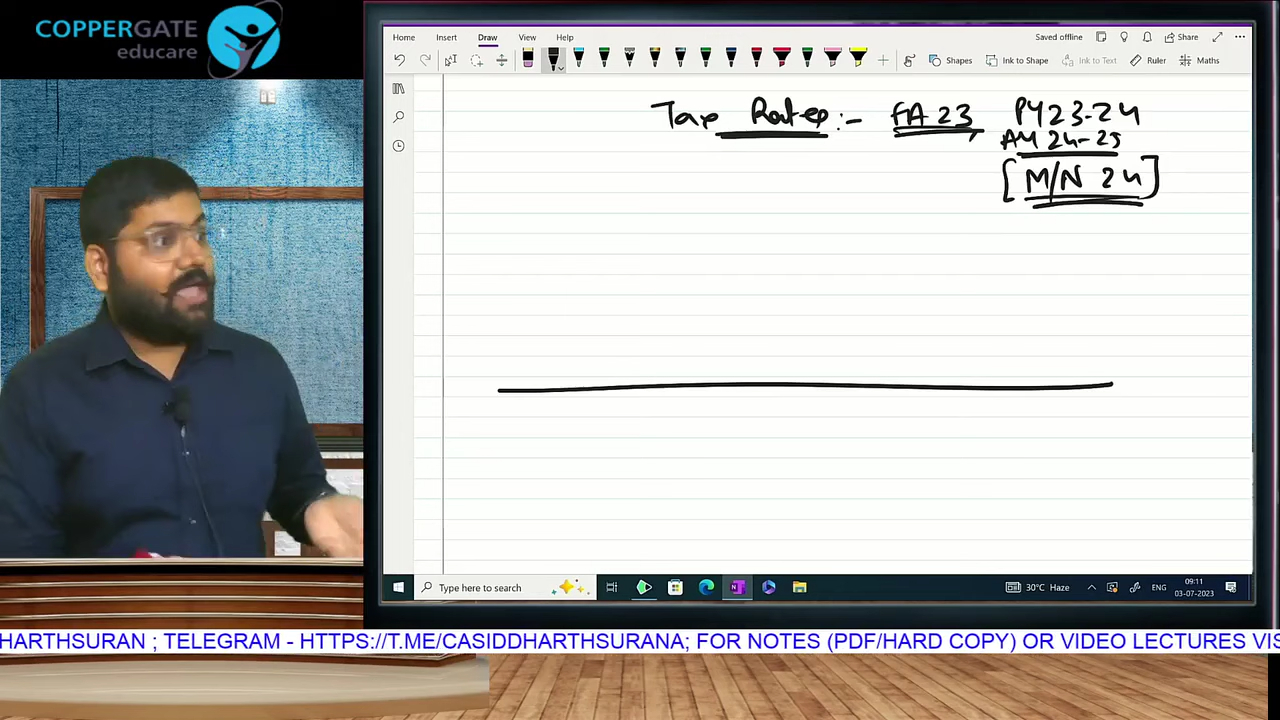 COPPERGATE
educare
Home Insert Draw View Help
Saved offline
Share
Shapes
Ink to Shape
Ink to Text
Ruler
Maths
Tax Rates :- FA 23, PY 23-24
AY 24-25
[M/N 24]
Type here to search
30°C Haze
ENG
09:11
03-07-2023
HARTHSURAN ; TELEGRAM - HTTPS://T.ME/CASIDDHARTHSURANA; FOR NOTES (PDF/HARD COPY) OR VIDEO LECTURES VIS